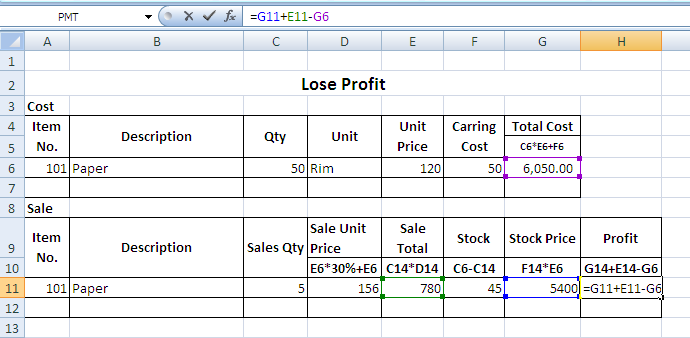 PMT =G11+E11-G6
A B C D E F G H
1
2 Lose Profit
3 Cost
4 Item No. Description Qty Unit Unit Price Carring Cost Total Cost
5 C6*E6+F6
6 101 Paper 50 Rim 120 50 6,050.00
7
8 Sale
9 Item No. Description Sales Qty Sale Unit Price Sale Total Stock Stock Price Profit
10 E6*30%+E6 C14*D14 C6-C14 F14*E6 G14+E14-G6
11 101 Paper 5 156 780 45 5400 =G11+E11-G6
12
13